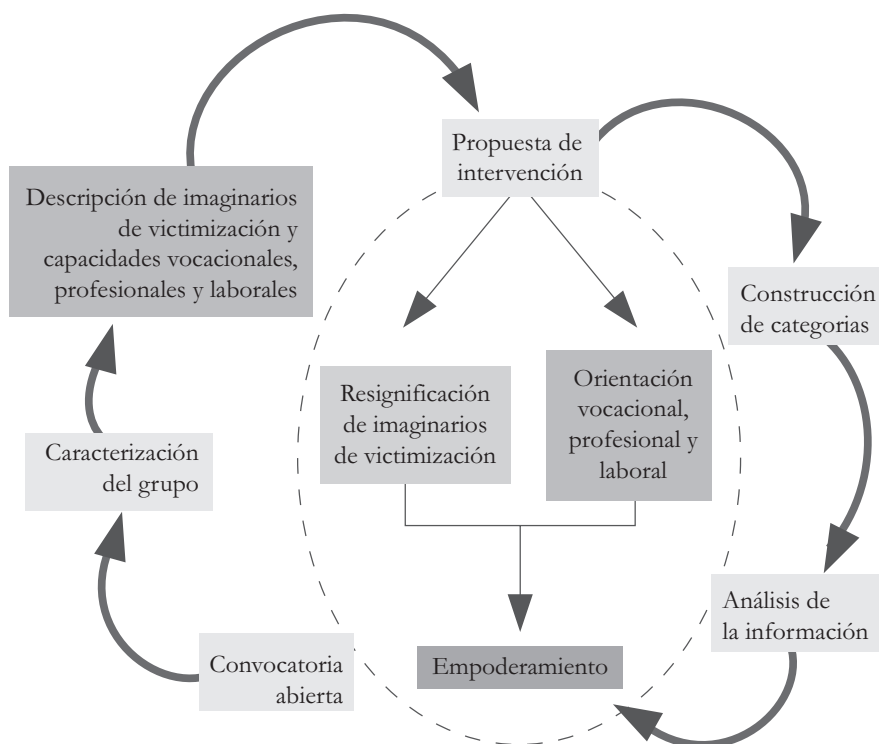 Propuesta de
intervención
Descripción de imaginarios
de victimización y
capacidades vocacionales,
profesionales y laborales
Construcción
de categorias
Resignificación
de imaginarios
de victimización
Orientación
vocacional,
profesional y
laboral
Caracterización
del grupo
Análisis de
la información
Convocatoria
abierta
Empoderamiento